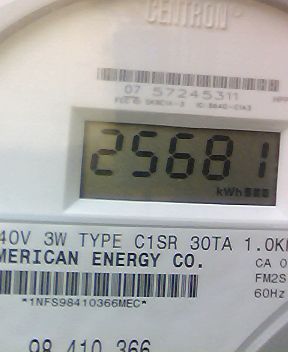 CENTRON
07 57245311
25681
kWh
40V 3W TYPE C1SR 30TA 1.0K
MERICAN ENERGY CO.
CA 0
FM2S
*1NFS98410366MEC*
60Hz
98 410 366